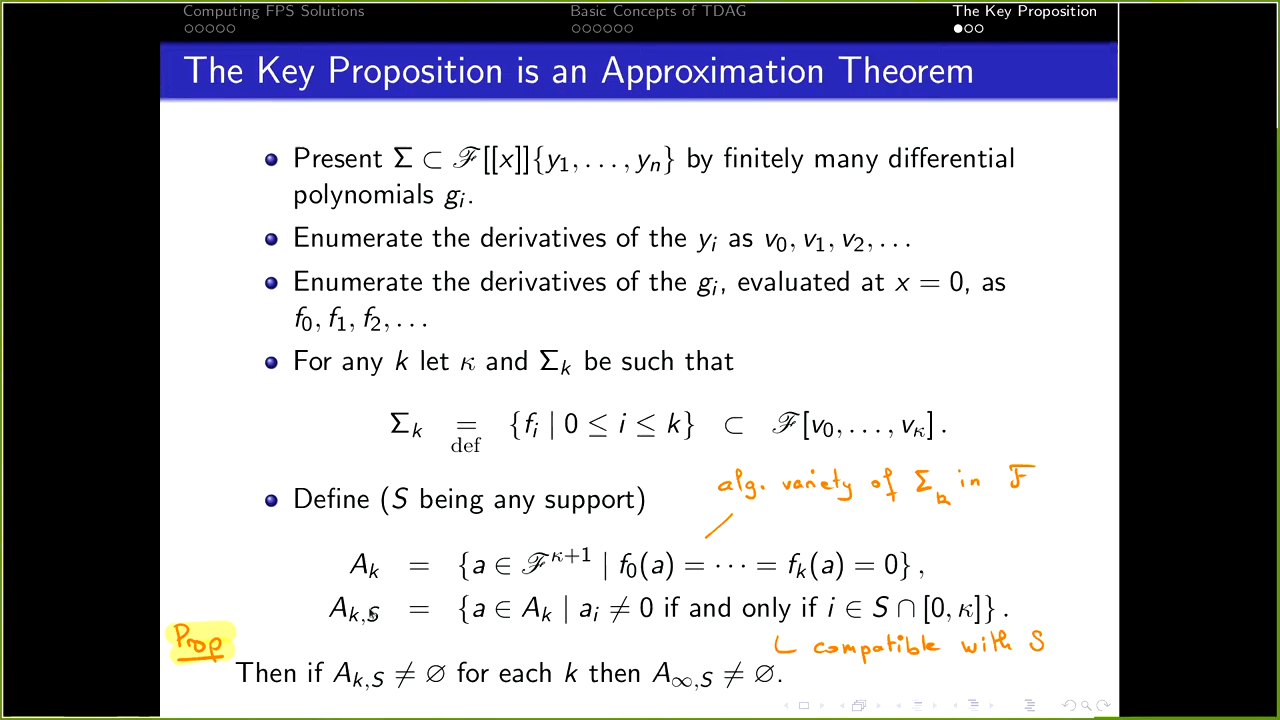 Computing FPS Solutions
Basic Concepts of TDAG
The Key Proposition
The Key Proposition is an Approximation Theorem
Present Σ ⊂ ℱ[[x]]{y₁, . . . , yₙ} by finitely many differential
polynomials gᵢ.
Enumerate the derivatives of the yᵢ as v₀, v₁, v₂, . . .
Enumerate the derivatives of the gᵢ, evaluated at x = 0, as
f₀, f₁, f₂, . . .
For any k let κ and Σₖ be such that
Σₖ =def {fᵢ | 0 ≤ i ≤ k} ⊂ ℱ[v₀, . . . , v_κ] .
alg. variety of Σₖ in ℱ
Define (S being any support)
Aₖ = {a ∈ ℱ^{κ+1} | f₀(a) = · · · = fₖ(a) = 0} ,
A_{k,S} = {a ∈ Aₖ | aᵢ ≠ 0 if and only if i ∈ S ∩ [0, κ]} .
Prop
compatible with S
Then if A_{k,S} ≠ ∅ for each k then A_{∞,S} ≠ ∅.